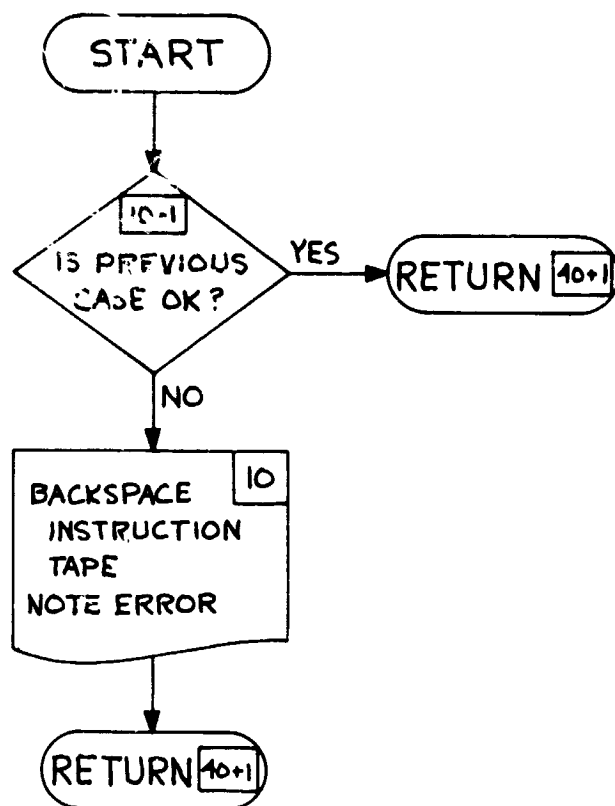 START
10-1
IS PREVIOUS
CASE OK?
YES
RETURN 40+1
NO
10
BACKSPACE
INSTRUCTION
TAPE
NOTE ERROR
RETURN 40+1